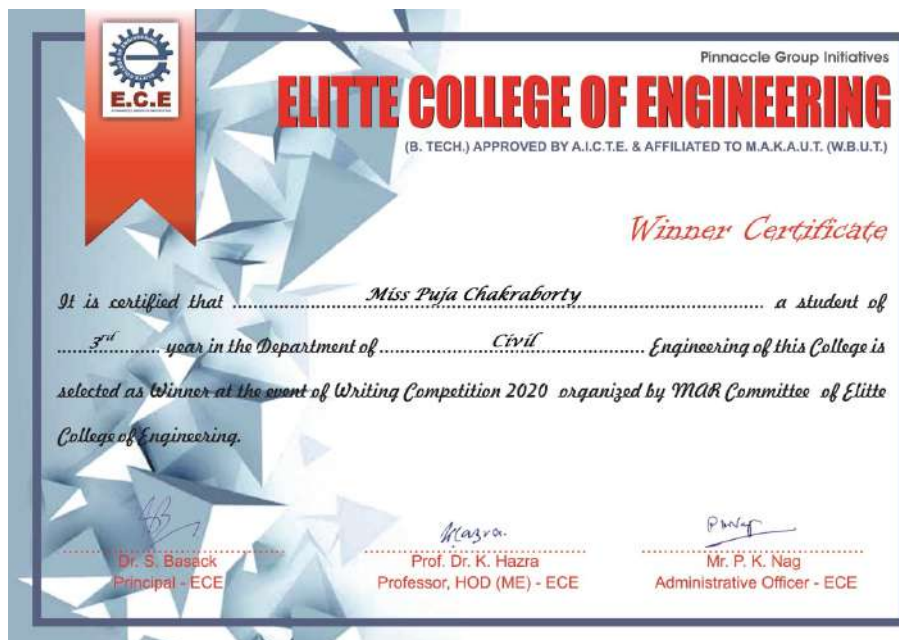 E.C.E
Pinnaccle Group Initiatives
ELITTE COLLEGE OF ENGINEERING
(B. TECH.) APPROVED BY A.I.C.T.E. & AFFILIATED TO M.A.K.A.U.T. (W.B.U.T.)
Winner Certificate
It is certified that Miss Puja Chakraborty a student of
3rd year in the Department of Civil Engineering of this College is
selected as Winner at the event of Writing Competition 2020 organized by MAR Committee of Elitte
College of Engineering.
Hazra.
PKNag
Dr. S. Basack Prof. Dr. K. Hazra Mr. P. K. Nag
Principal - ECE Professor, HOD (ME) - ECE Administrative Officer - ECE